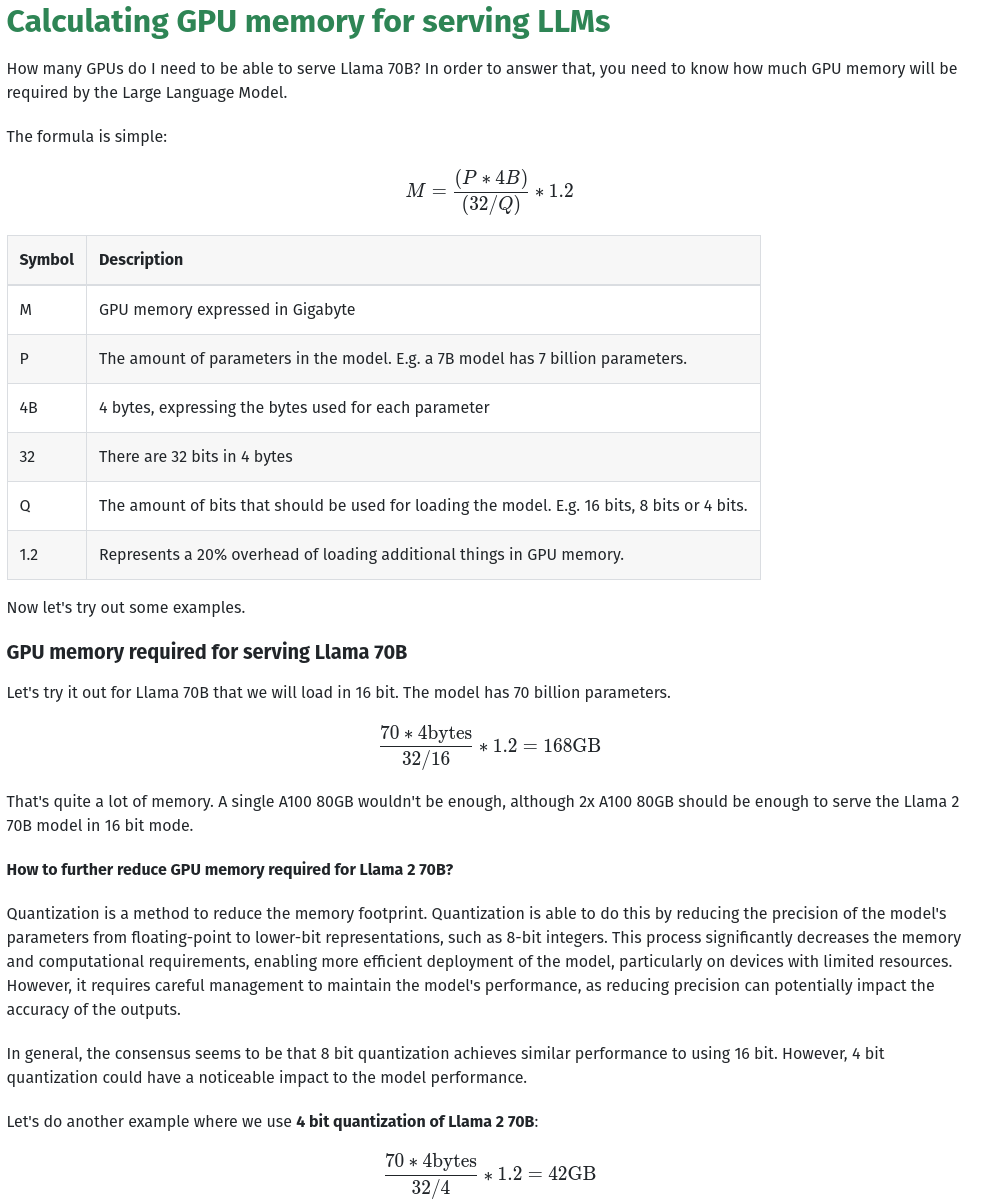 Calculating GPU memory for serving LLMs
How many GPUs do I need to be able to serve Llama 70B? In order to answer that, you need to know how much GPU memory will be
required by the Large Language Model.
The formula is simple:
M = (P ∗ 4B) / (32/Q) ∗ 1.2
Symbol Description
M GPU memory expressed in Gigabyte
P The amount of parameters in the model. E.g. a 7B model has 7 billion parameters.
4B 4 bytes, expressing the bytes used for each parameter
32 There are 32 bits in 4 bytes
Q The amount of bits that should be used for loading the model. E.g. 16 bits, 8 bits or 4 bits.
1.2 Represents a 20% overhead of loading additional things in GPU memory.
Now let's try out some examples.
GPU memory required for serving Llama 70B
Let's try it out for Llama 70B that we will load in 16 bit. The model has 70 billion parameters.
70 ∗ 4bytes / 32/16 ∗ 1.2 = 168GB
That's quite a lot of memory. A single A100 80GB wouldn't be enough, although 2x A100 80GB should be enough to serve the Llama 2
70B model in 16 bit mode.
How to further reduce GPU memory required for Llama 2 70B?
Quantization is a method to reduce the memory footprint. Quantization is able to do this by reducing the precision of the model's
parameters from floating-point to lower-bit representations, such as 8-bit integers. This process significantly decreases the memory
and computational requirements, enabling more efficient deployment of the model, particularly on devices with limited resources.
However, it requires careful management to maintain the model's performance, as reducing precision can potentially impact the
accuracy of the outputs.
In general, the consensus seems to be that 8 bit quantization achieves similar performance to using 16 bit. However, 4 bit
quantization could have a noticeable impact to the model performance.
Let's do another example where we use 4 bit quantization of Llama 2 70B:
70 ∗ 4bytes / 32/4 ∗ 1.2 = 42GB